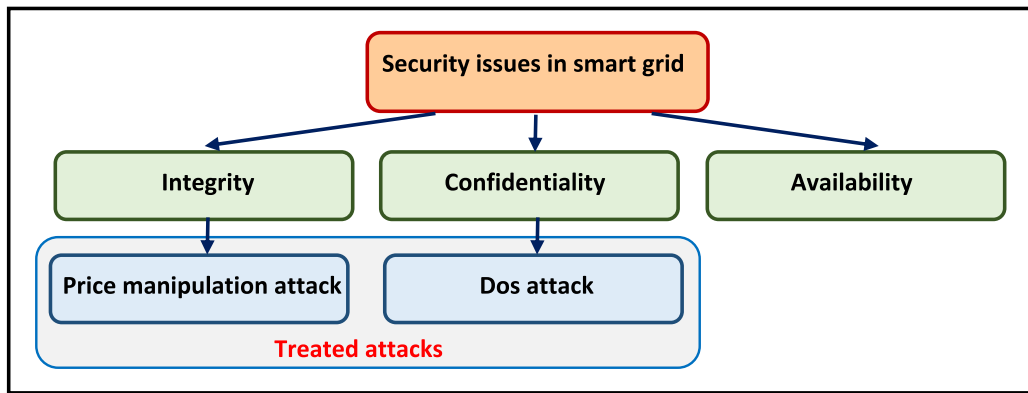 Security issues in smart grid
Integrity
Confidentiality
Availability
Price manipulation attack
Dos attack
Treated attacks